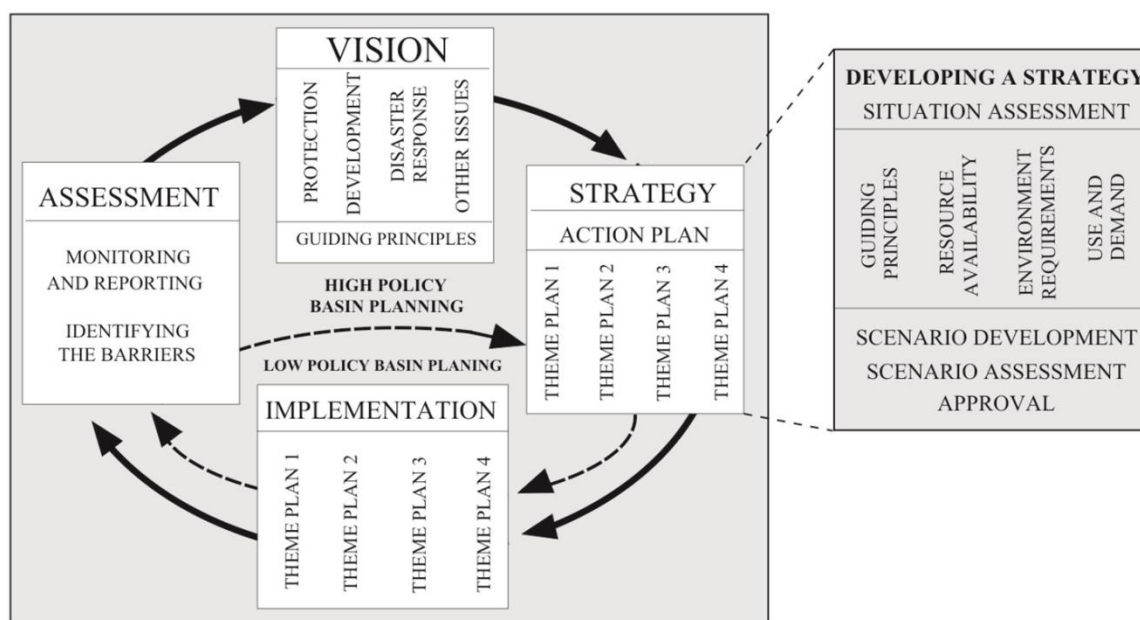 VISION
PROTECTION
DEVELOPMENT
DISASTER
RESPONSE
OTHER ISSUES
GUIDING PRINCIPLES
ASSESSMENT
MONITORING
AND REPORTING
IDENTIFYING
THE BARRIERS
HIGH POLICY
BASIN PLANNING
LOW POLICY BASIN PLANING
STRATEGY
ACTION PLAN
THEME PLAN 1
THEME PLAN 2
THEME PLAN 3
THEME PLAN 4
IMPLEMENTATION
THEME PLAN 1
THEME PLAN 2
THEME PLAN 3
THEME PLAN 4
DEVELOPING A STRATEGY
SITUATION ASSESSMENT
GUIDING
PRINCIPLES
RESOURCE
AVAILABILITY
ENVIRONMENT
REQUIREMENTS
USE AND
DEMAND
SCENARIO DEVELOPMENT
SCENARIO ASSESSMENT
APPROVAL